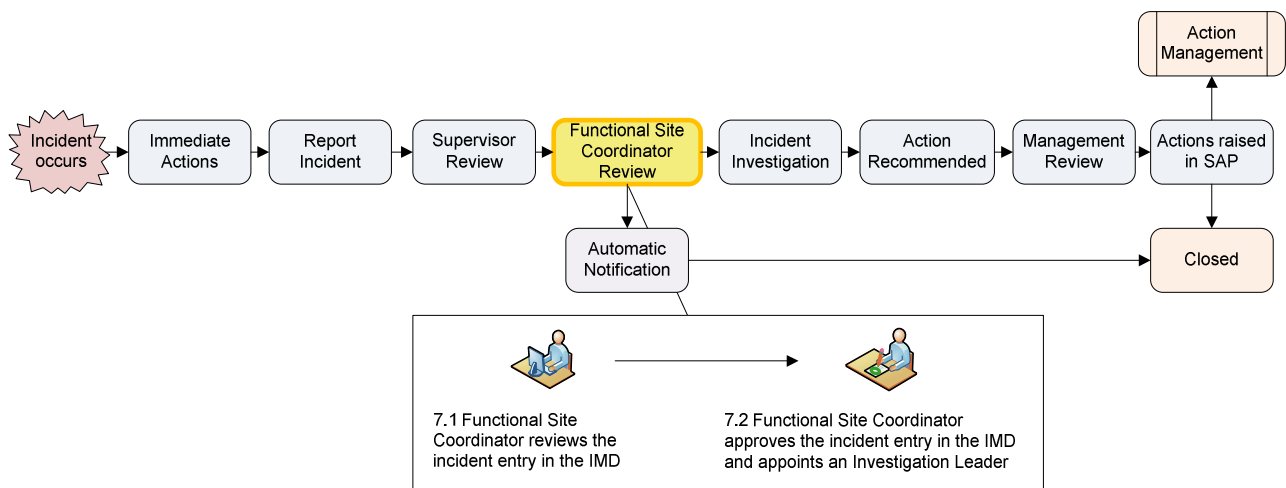 Action
Management
Incident
occurs
Immediate
Actions
Report
Incident
Supervisor
Review
Functional Site
Coordinator
Review
Incident
Investigation
Action
Recommended
Management
Review
Actions raised
in SAP
Automatic
Notification
Closed
7.1 Functional Site
Coordinator reviews the
incident entry in the IMD
7.2 Functional Site Coordinator
approves the incident entry in the IMD
and appoints an Investigation Leader